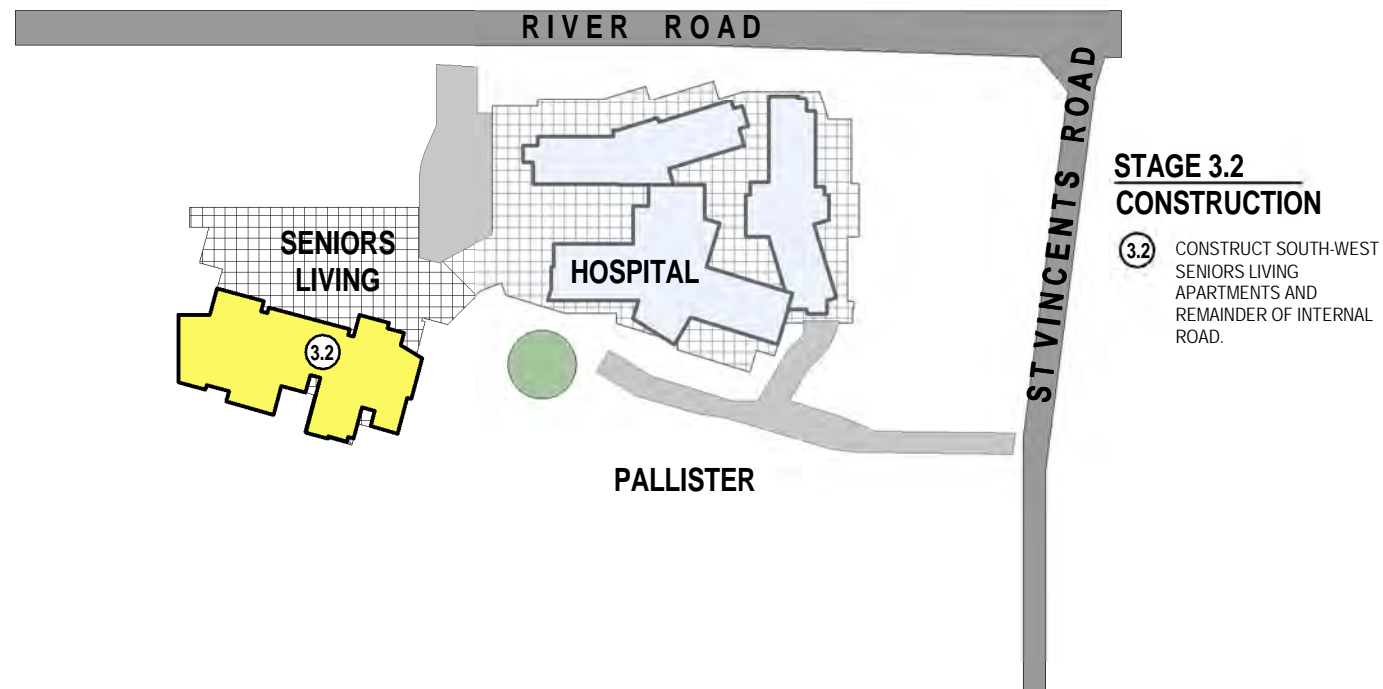 RIVER ROAD
ST VINCENTS ROAD
STAGE 3.2
CONSTRUCTION
3.2 CONSTRUCT SOUTH-WEST
SENIORS LIVING
APARTMENTS AND
REMAINDER OF INTERNAL
ROAD.
SENIORS
LIVING
HOSPITAL
3.2
PALLISTER